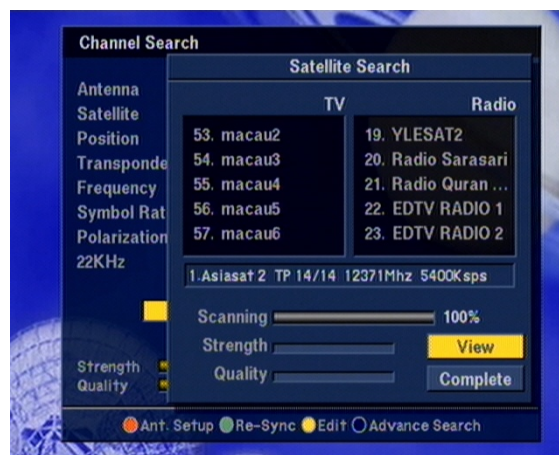 Channel Search
Satellite Search
Antenna
Satellite
Position
Transponde
Frequency
Symbol Rat
Polarization
22KHz
Strength
Quality
TV
53. macau2
54. macau3
55. macau4
56. macau5
57. macau6
Radio
19. YLESAT2
20. Radio Sarasari
21. Radio Quran ...
22. EDTV RADIO 1
23. EDTV RADIO 2
1.Asiasat 2 TP 14/14 12371Mhz 5400Ksps
Scanning 100%
Strength
Quality
View
Complete
Ant. Setup Re-Sync Edit Advance Search